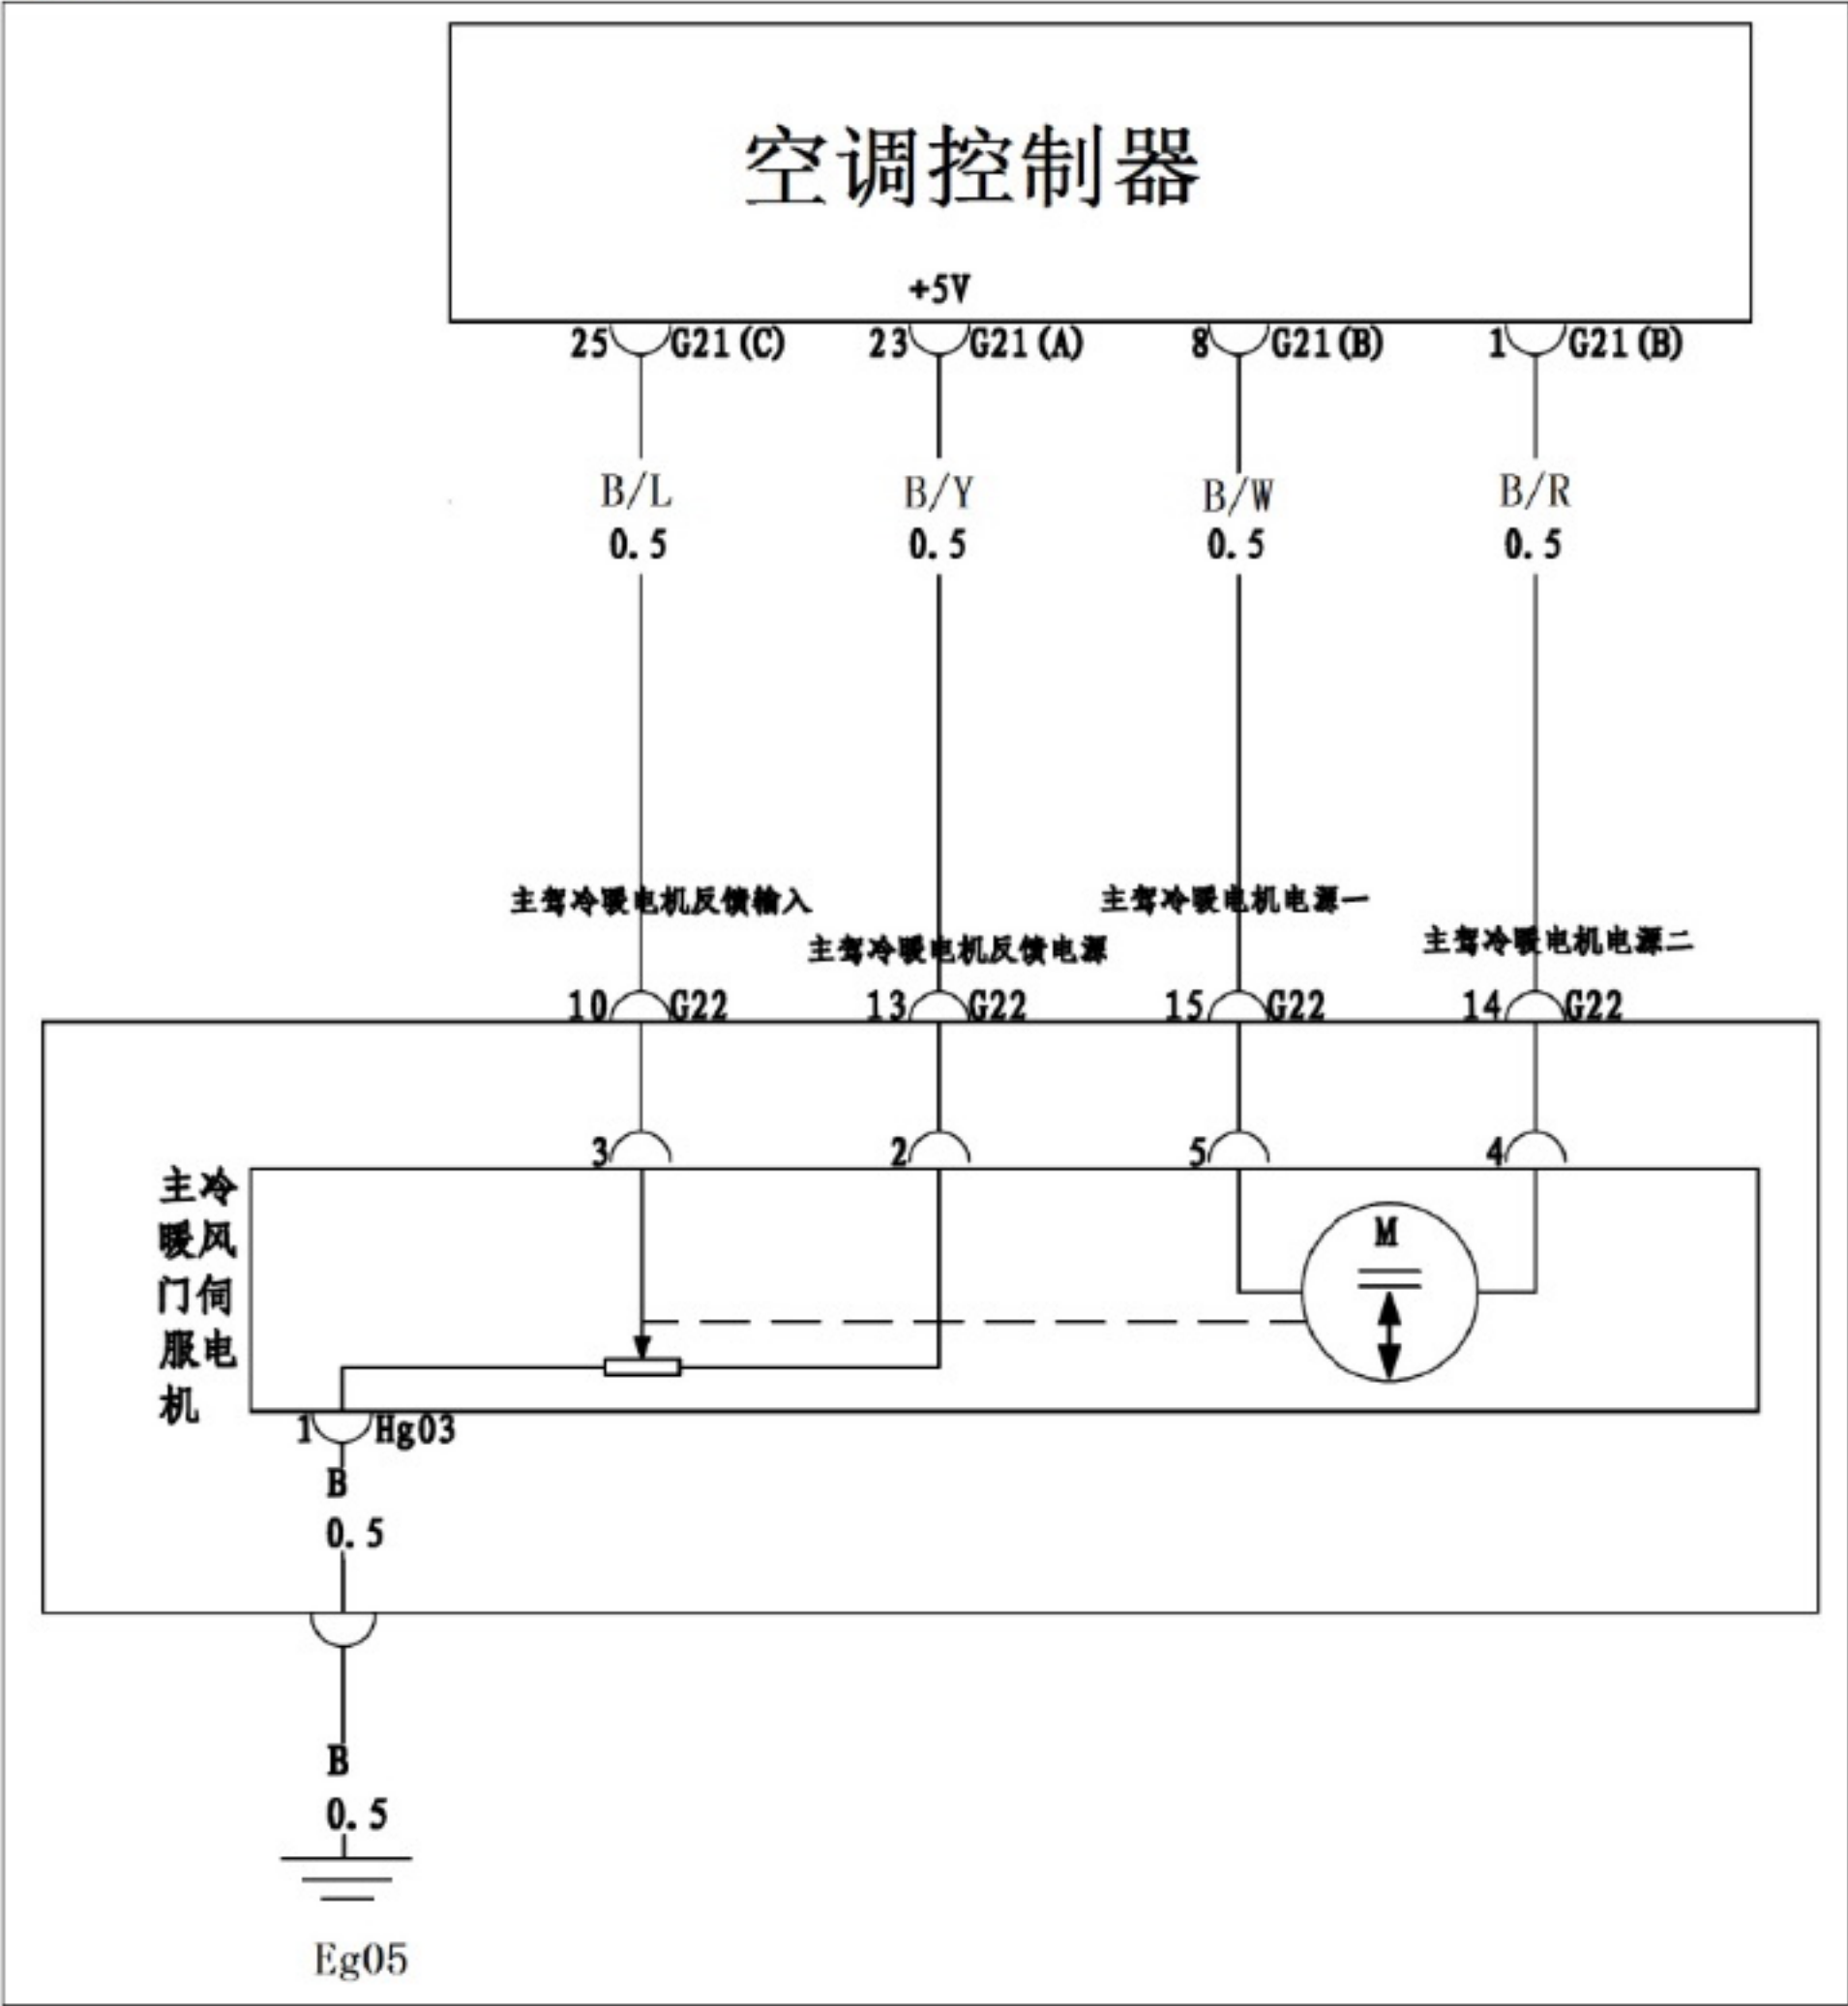 空调控制器
+5V
25 G21(C) 23 G21(A) 8 G21(B) 1 G21(B)
B/L B/Y B/W B/R
0.5 0.5 0.5 0.5
主驾冷暖电机反馈输入 主驾冷暖电机电源一
主驾冷暖电机反馈电源 主驾冷暖电机电源二
10 G22 13 G22 15 G22 14 G22
3 2 5 4
主冷
暖风
门伺
服电
机
M
1 Hg03
B
0.5
B
0.5
Eg05